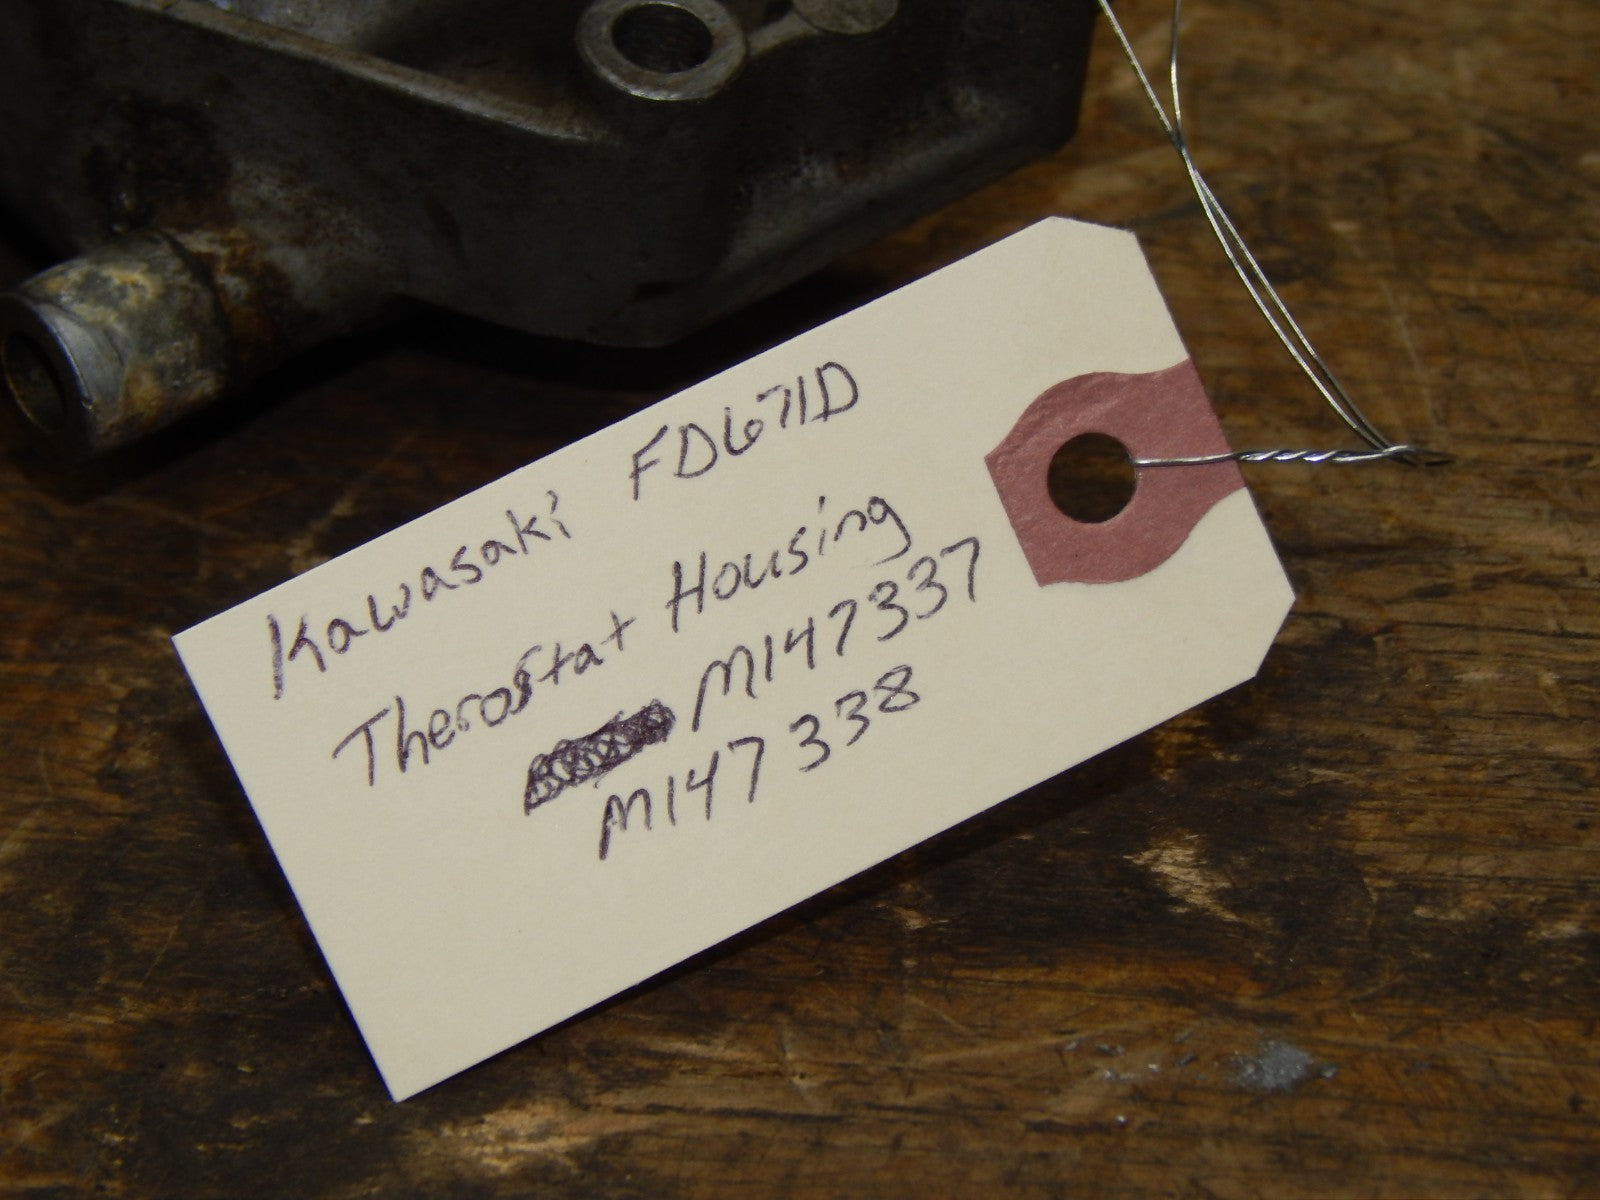 Kawasaki FD671D
Therostat Housing
M147337
M147338